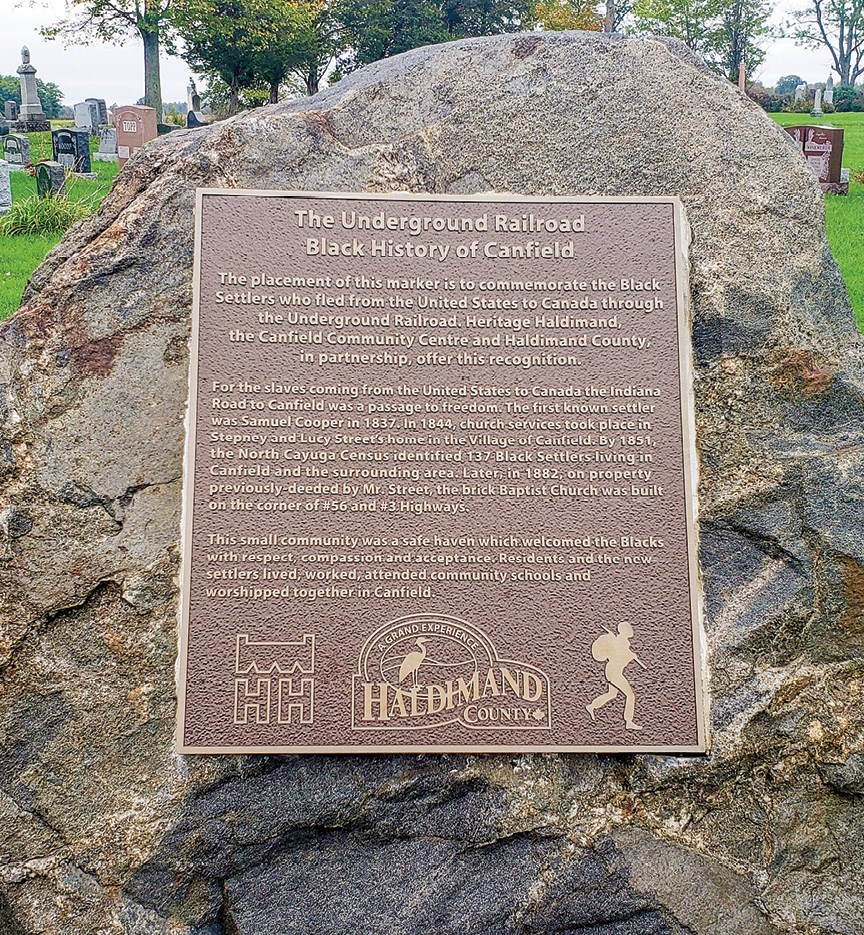 TOPP
MOODY
The Underground Railroad
Black History of Canfield
The placement of this marker is to commemorate the Black
Settlers who fled from the United States to Canada through
the Underground Railroad. Heritage Haldimand,
the Canfield Community Centre and Haldimand County,
in partnership, offer this recognition.
For the slaves coming from the United States to Canada the Indiana
Road to Canfield was a passage to freedom. The first known settler
was Samuel Cooper in 1837. In 1844, church services took place in
Stepney and Lucy Street's home in the Village of Canfield. By 1851,
the North Cayuga Census identified 137 Black Settlers living in
Canfield and the surrounding area. Later, in 1882, on property
previously deeded by Mr. Street, the brick Baptist Church was built
on the corner of #56 and #3 Highways.
This small community was a safe haven which welcomed the Blacks
with respect, compassion and acceptance. Residents and the new
settlers lived, worked, attended community schools and
worshipped together in Canfield.
HH
A GRAND EXPERIENCE
HALDIMAND
COUNTY